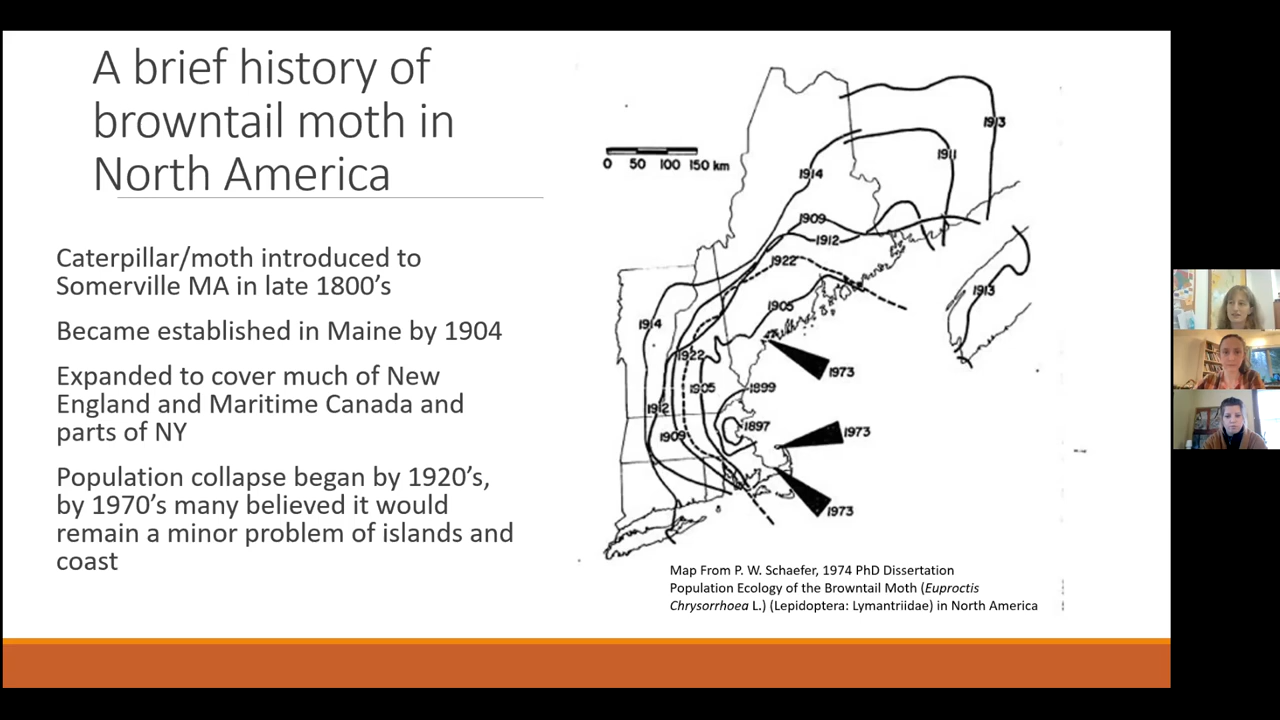 A brief history of
browntail moth in
North America
Caterpillar/moth introduced to
Somerville MA in late 1800’s
Became established in Maine by 1904
Expanded to cover much of New
England and Maritime Canada and
parts of NY
Population collapse began by 1920’s,
by 1970’s many believed it would
remain a minor problem of islands and
coast
1913
1911
0 50 100 150 km
1914
1909
1912
1922
1905
1913
1914
1922
1973
1905
1899
1912
1897
1973
1909
1973
Map From P. W. Schaefer, 1974 PhD Dissertation
Population Ecology of the Browntail Moth (Euproctis
Chrysorrhoea L.) (Lepidoptera: Lymantriidae) in North America